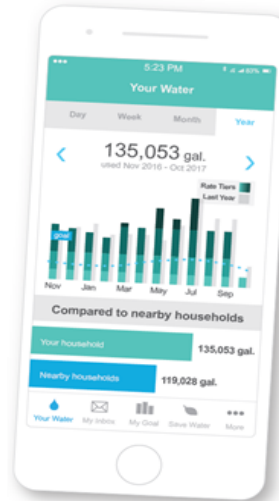 5:23 PM 60%
Your Water
Day Week Month Year
135,053 gal.
used Nov 2016 - Oct 2017
Rate Tiers
Last Year
goal
Nov Jan Mar May Jul Sep
Compared to nearby households
Your household 135,053 gal.
Nearby households 119,028 gal.
Your Water My Inbox My Goal Save Water More